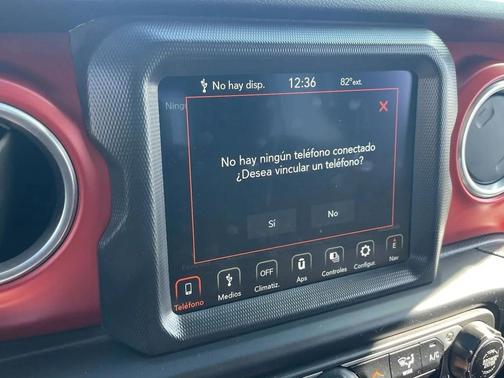 No hay disp. 12:36 82°ext.
Ning
No hay ningún teléfono conectado
¿Desea vincular un teléfono?
Sí No
OFF E
Teléfono Medios Climatiz. Aps Controles Configur. Nav
A/C